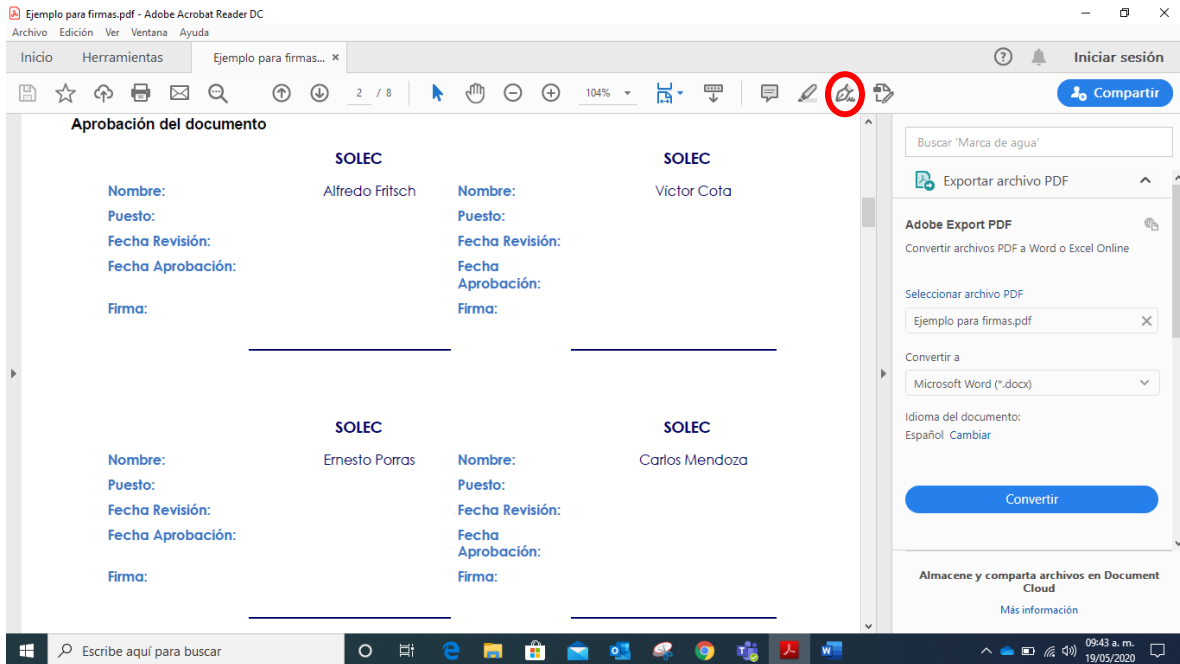 Ejemplo para firmas.pdf - Adobe Acrobat Reader DC
Archivo Edición Ver Ventana Ayuda
Inicio Herramientas Ejemplo para firmas... × Iniciar sesión
2 / 8 104% Compartir
Aprobación del documento
SOLEC SOLEC
Nombre: Alfredo Fritsch Nombre: Víctor Cota
Puesto: Puesto:
Fecha Revisión: Fecha Revisión:
Fecha Aprobación: Fecha
Aprobación:
Firma: Firma:
SOLEC SOLEC
Nombre: Ernesto Porras Nombre: Carlos Mendoza
Puesto: Puesto:
Fecha Revisión: Fecha Revisión:
Fecha Aprobación: Fecha
Aprobación:
Firma: Firma:
Buscar 'Marca de agua'
Exportar archivo PDF
Adobe Export PDF
Convertir archivos PDF a Word o Excel Online
Seleccionar archivo PDF
Ejemplo para firmas.pdf
Convertir a
Microsoft Word (*.docx)
Idioma del documento:
Español Cambiar
Convertir
Almacene y comparta archivos en Document
Cloud
Más información
Escribe aquí para buscar
09:43 a. m.
19/05/2020